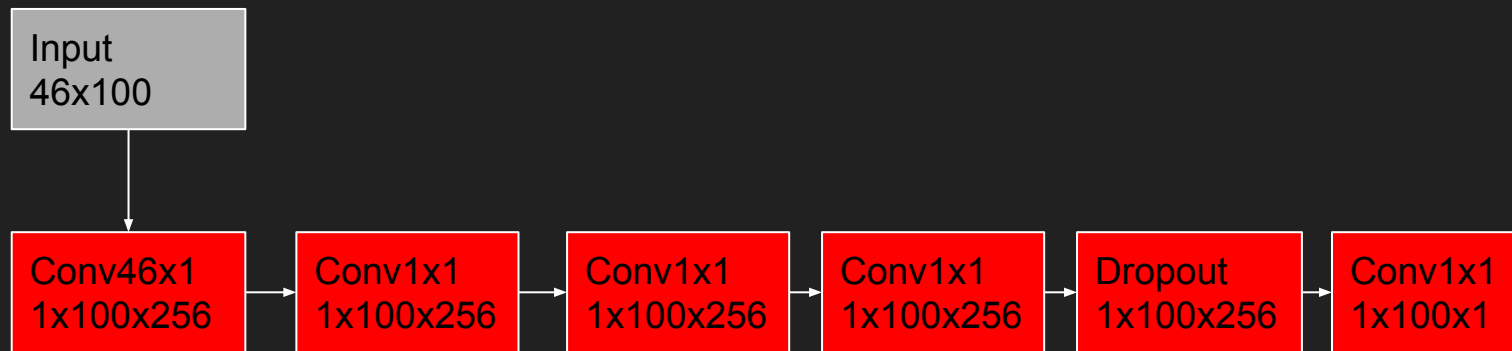 Input
46x100
Conv46x1
1x100x256
Conv1x1
1x100x256
Conv1x1
1x100x256
Conv1x1
1x100x256
Dropout
1x100x256
Conv1x1
1x100x1